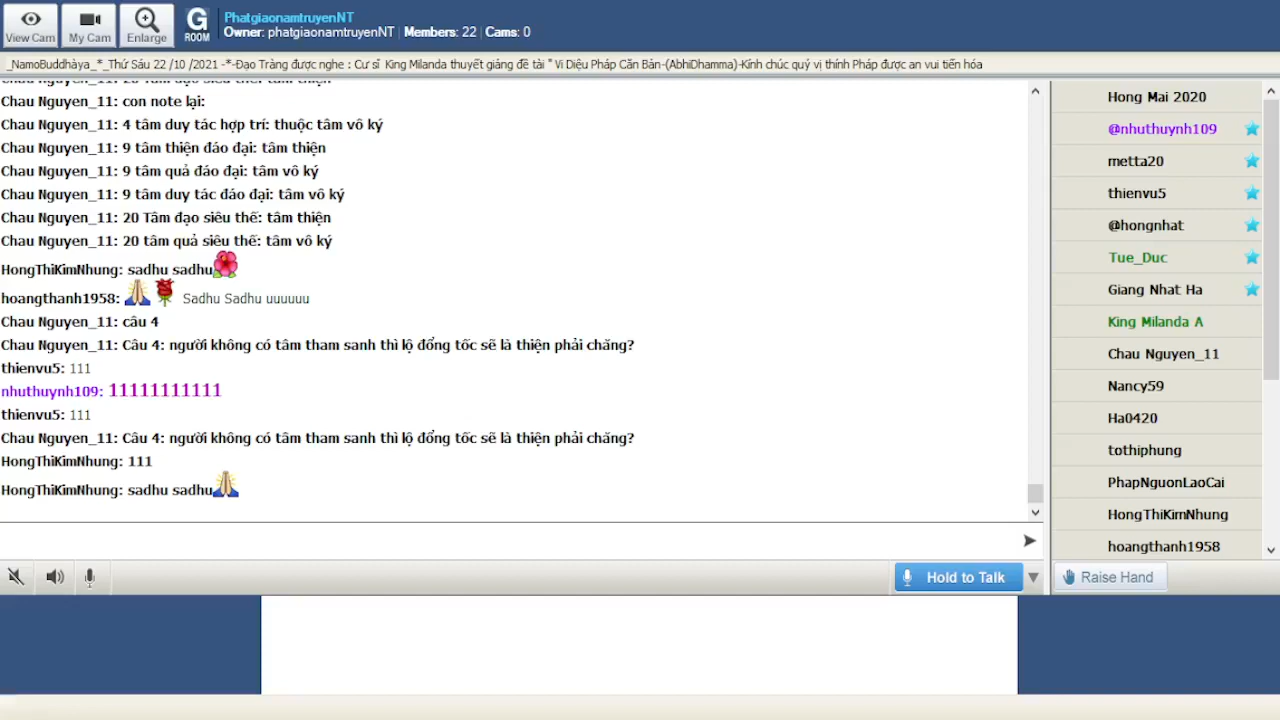 View Cam
My Cam
Enlarge
G
ROOM
PhatgiaonamtruyenNT
Owner: phatgiaonamtruyenNT | Members: 22 | Cams: 0
_NamoBuddhàya_*_Thứ Sáu 22 /10 /2021 -*-Đạo Tràng được nghe : Cư sĩ King Milanda thuyết giảng đề tài " Vi Diệu Pháp Căn Bản-(AbhiDhamma)-Kính chúc quý vị thính Pháp được an vui tiến hóa
Chau Nguyen_11: con note lại:
Chau Nguyen_11: 4 tâm duy tác hợp trí: thuộc tâm vô ký
Chau Nguyen_11: 9 tâm thiện đáo đại: tâm thiện
Chau Nguyen_11: 9 tâm quả đáo đại: tâm vô ký
Chau Nguyen_11: 9 tâm duy tác đáo đại: tâm vô ký
Chau Nguyen_11: 20 Tâm đạo siêu thế: tâm thiện
Chau Nguyen_11: 20 tâm quả siêu thế: tâm vô ký
HongThiKimNhung: sadhu sadhu
hoangthanh1958: Sadhu Sadhu uuuuuu
Chau Nguyen_11: câu 4
Chau Nguyen_11: Câu 4: người không có tâm tham sanh thì lộ đổng tốc sẽ là thiện phải chăng?
thienvu5: 111
nhuthuynh109: 11111111111
thienvu5: 111
Chau Nguyen_11: Câu 4: người không có tâm tham sanh thì lộ đổng tốc sẽ là thiện phải chăng?
HongThiKimNhung: 111
HongThiKimNhung: sadhu sadhu
Hold to Talk
Hong Mai 2020
@nhuthuynh109
metta20
thienvu5
@hongnhat
Tue_Duc
Giang Nhat Ha
King Milanda A
Chau Nguyen_11
Nancy59
Ha0420
tothiphung
PhapNguonLaoCai
HongThiKimNhung
hoangthanh1958
Raise Hand